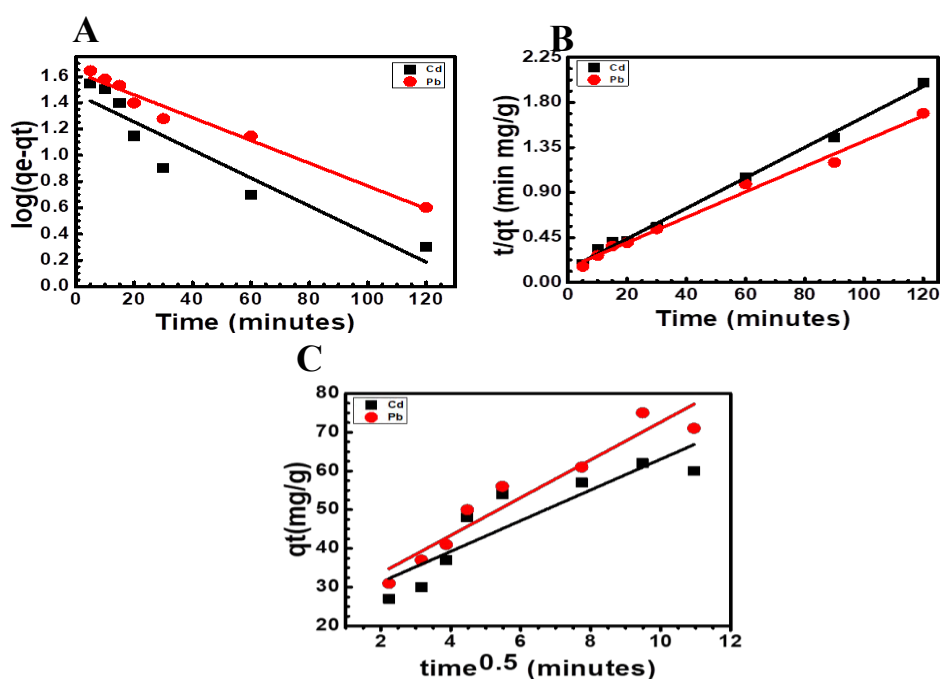 A
log(qe-qt)
1.6
1.4
1.2
1.0
0.8
0.6
0.4
0.2
0.0
Cd
Pb
0 20 40 60 80 100 120
Time (minutes)
B
t/qt (min mg/g)
2.25
1.80
1.35
0.90
0.45
0.00
Cd
Pb
0 20 40 60 80 100 120
Time (minutes)
C
qt(mg/g)
80
70
60
50
40
30
20
Cd
Pb
2 4 6 8 10 12
time0.5 (minutes)